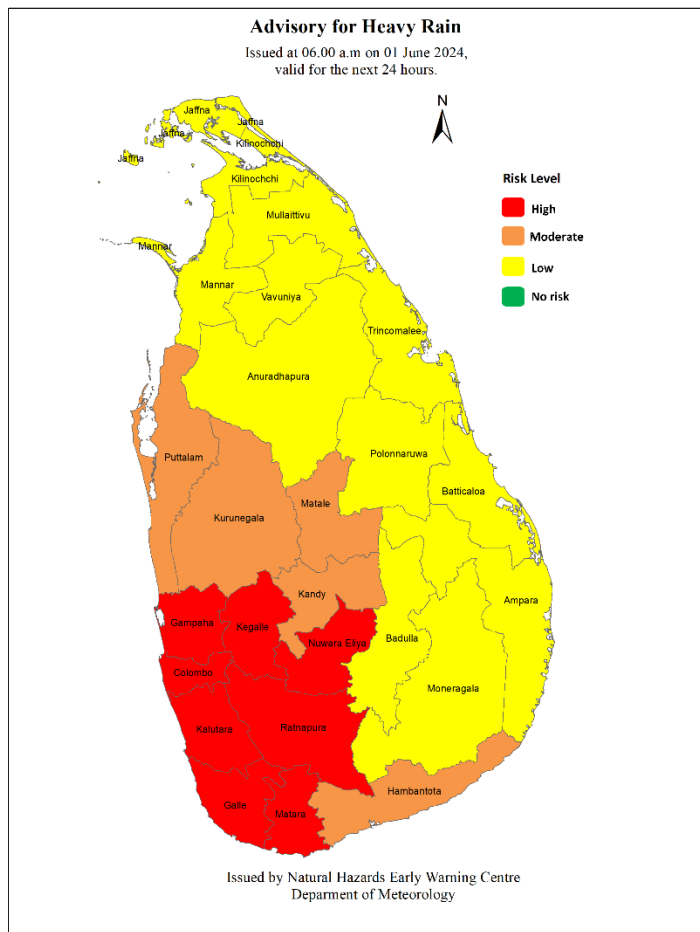 Advisory for Heavy Rain
Issued at 06.00 a.m on 01 June 2024,
valid for the next 24 hours.
N
Jaffna
Jaffna
Jaffna
Kilinochchi
Jaffna
Kilinochchi
Mullaittivu
Mannar
Mannar
Vavuniya
Trincomalee
Anuradhapura
Puttalam
Polonnaruwa
Batticaloa
Kurunegala
Matale
Kandy
Ampara
Gampaha
Kegalle
Nuwara Eliya
Badulla
Colombo
Moneragala
Kalutara
Ratnapura
Hambantota
Galle
Matara
Risk Level
High
Moderate
Low
No risk
Issued by Natural Hazards Early Warning Centre
Deparment of Meteorology